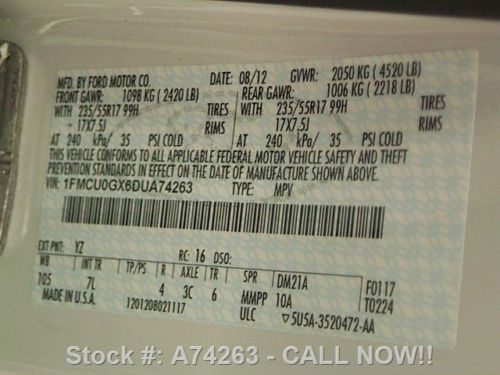 MFD. BY FORD MOTOR CO. DATE: 08/12 GVWR: 2050 KG ( 4520 LB)
FRONT GAWR: 1098 KG ( 2420 LB) REAR GAWR: 1006 KG ( 2218 LB)
WITH 235/55R17 99H TIRES WITH 235/55R17 99H TIRES
17X7.5J RIMS 17X7.5J RIMS
AT 240 kPa/ 35 PSI COLD AT 240 kPa/ 35 PSI COLD
THIS VEHICLE CONFORMS TO ALL APPLICABLE FEDERAL MOTOR VEHICLE SAFETY AND THEFT
PREVENTION STANDARDS IN EFFECT ON THE DATE OF MANUFACTURE SHOWN ABOVE.
VIN: 1FMCU0GX6DUA74263 TYPE: MPV
EXT PNT: YZ RC: 16 DSO:
WB INT TR TP/PS R AXLE TR SPR DM21A F0117
105 7L 4 3C 6 MMPP 10A T0224
MADE IN U.S.A. 1201208021117 ULC ▽5U5A-3520472-AA
Stock #: A74263 - CALL NOW!!